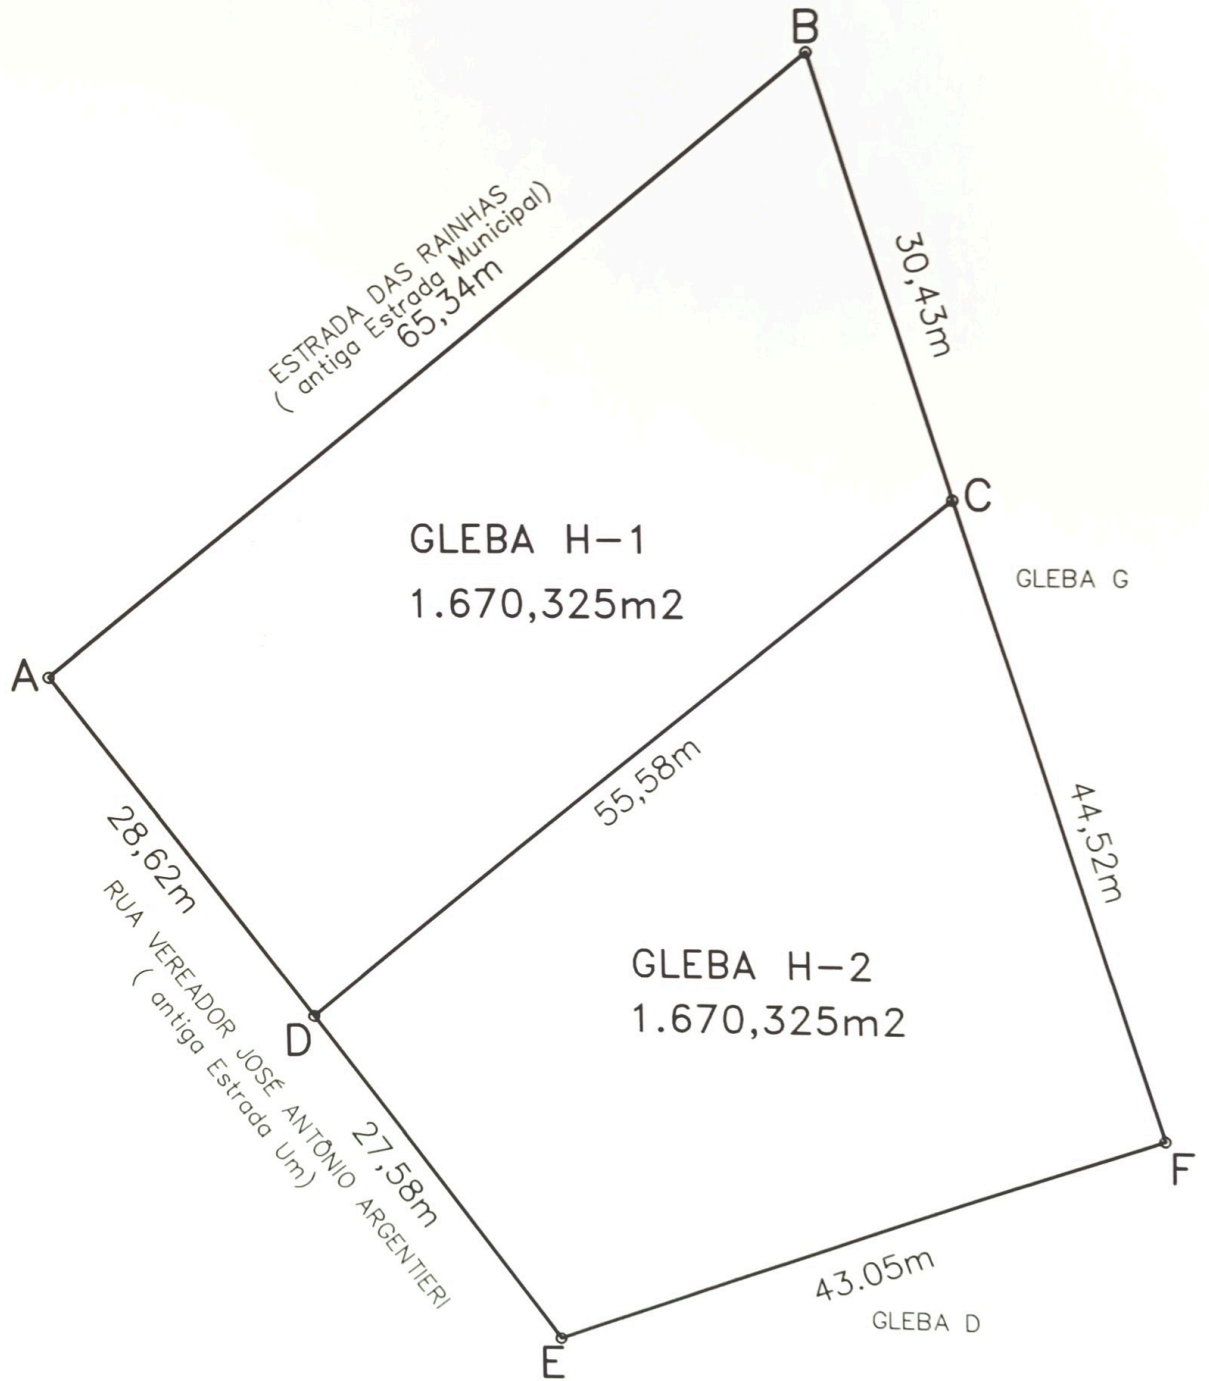 B
ESTRADA DAS RAINHAS
( antiga Estrada Municipal)
65,34m
30,43m
C
GLEBA H-1
1.670,325m2
GLEBA G
A
55,58m
28,62m
44,52m
RUA VEREADOR JOSÉ ANTÔNIO ARGENTIERI
( antiga Estrada Um)
GLEBA H-2
1.670,325m2
D
27,58m
F
43.05m
GLEBA D
E